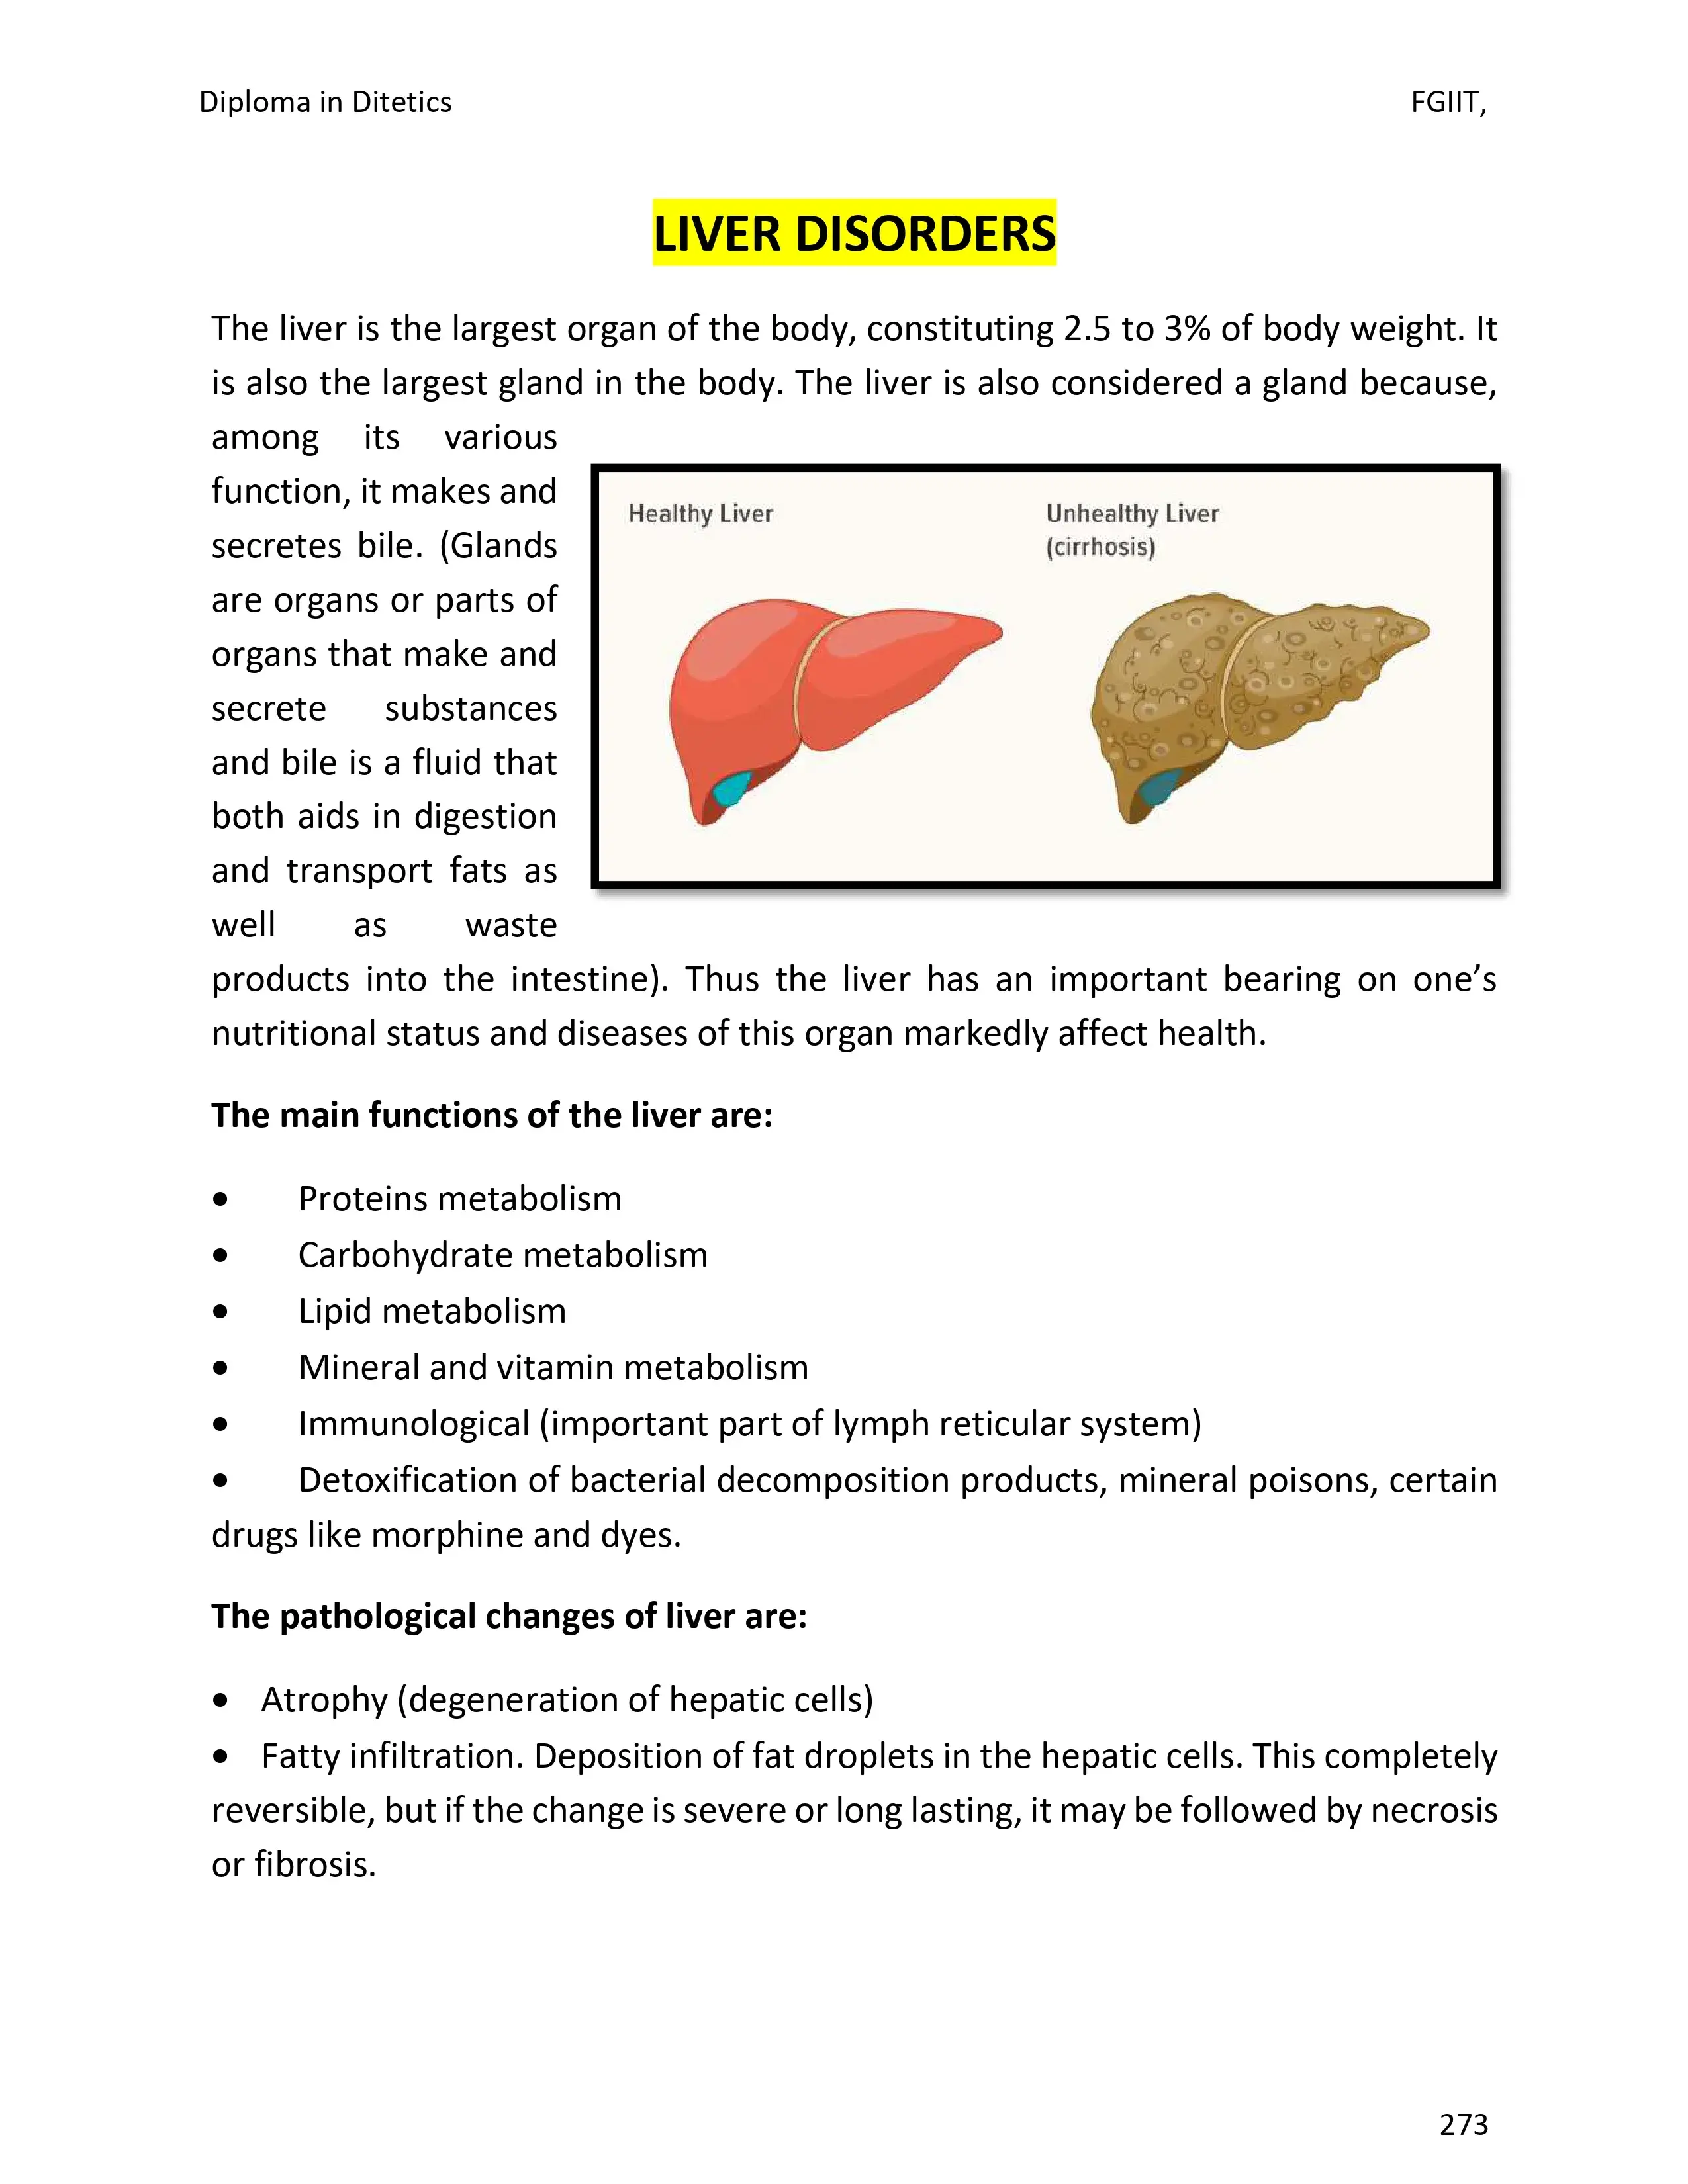 Diploma in Ditetics FGIIT,
LIVER DISORDERS
The liver is the largest organ of the body, constituting 2.5 to 3% of body weight. It
is also the largest gland in the body. The liver is also considered a gland because,
among its various
function, it makes and
secretes bile. (Glands
are organs or parts of
organs that make and
secrete substances
and bile is a fluid that
both aids in digestion
and transport fats as
well as waste
Healthy Liver
Unhealthy Liver
(cirrhosis)
products into the intestine). Thus the liver has an important bearing on one’s
nutritional status and diseases of this organ markedly affect health.
The main functions of the liver are:
• Proteins metabolism
• Carbohydrate metabolism
• Lipid metabolism
• Mineral and vitamin metabolism
• Immunological (important part of lymph reticular system)
• Detoxification of bacterial decomposition products, mineral poisons, certain
drugs like morphine and dyes.
The pathological changes of liver are:
• Atrophy (degeneration of hepatic cells)
• Fatty infiltration. Deposition of fat droplets in the hepatic cells. This completely
reversible, but if the change is severe or long lasting, it may be followed by necrosis
or fibrosis.
273